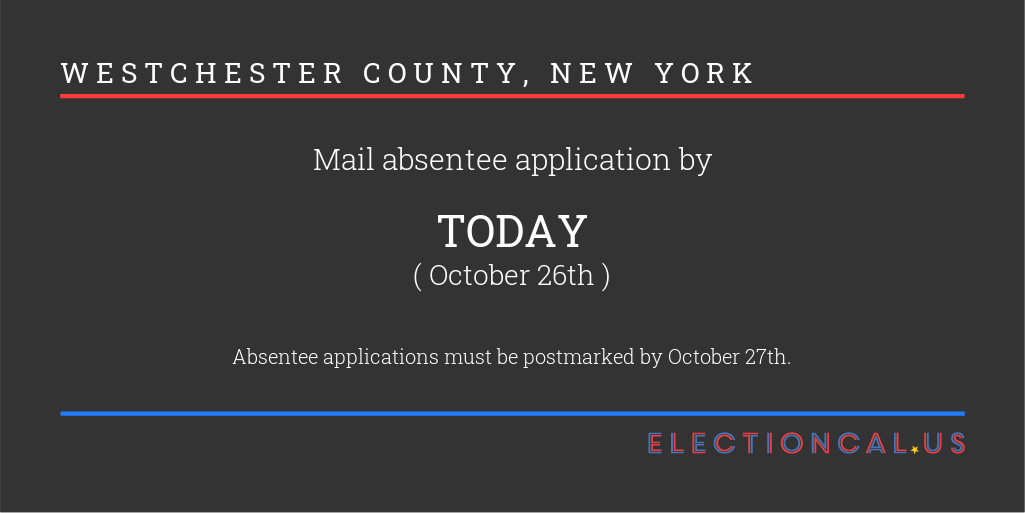 WESTCHESTER COUNTY, NEW YORK
Mail absentee application by
TODAY
( October 26th )
Absentee applications must be postmarked by October 27th.
ELECTIONCAL.US